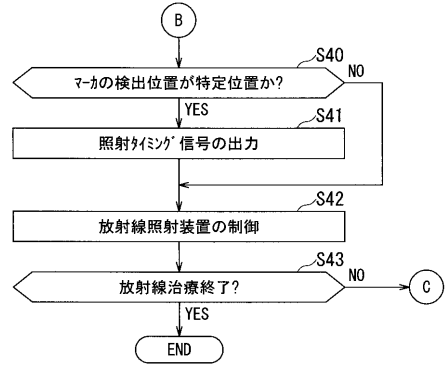 B
S40
マーカの検出位置が特定位置か?
NO
YES
S41
照射タイミング信号の出力
S42
放射線照射装置の制御
S43
放射線治療終了?
NO
C
YES
END